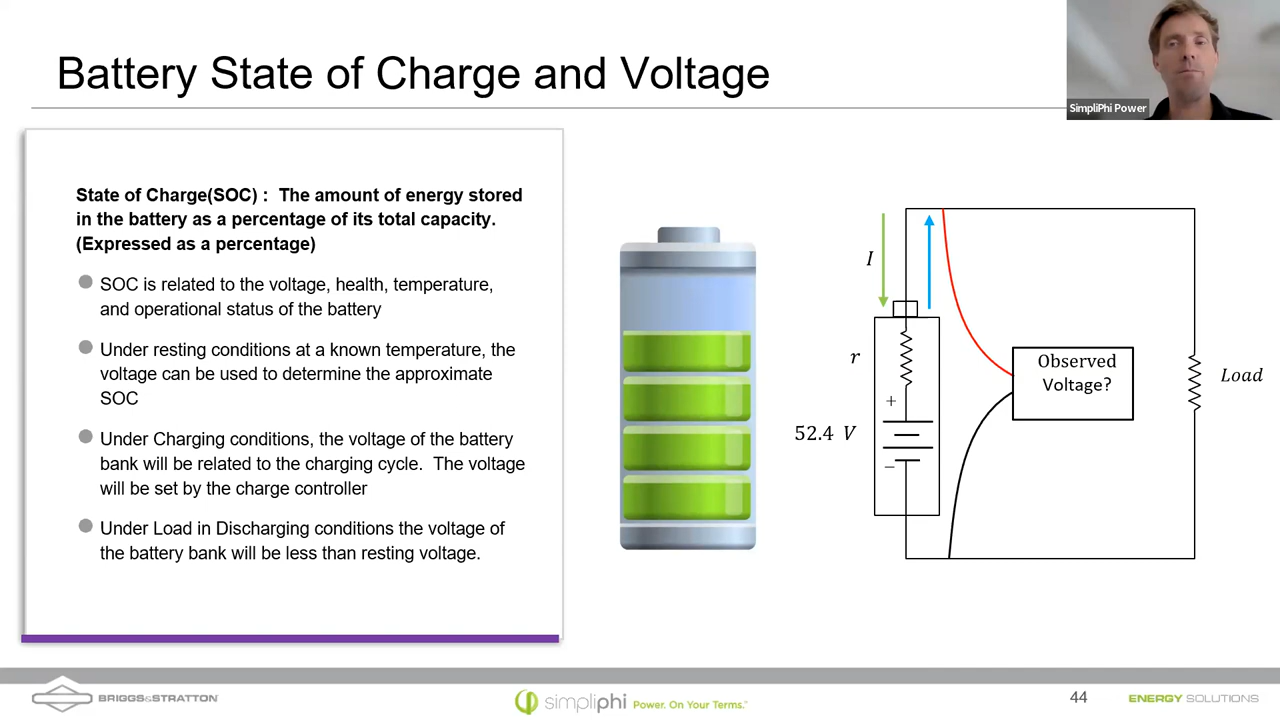 Battery State of Charge and Voltage
SimpliPhi Power
State of Charge(SOC) :  The amount of energy stored
in the battery as a percentage of its total capacity.
(Expressed as a percentage)
SOC is related to the voltage, health, temperature,
and operational status of the battery
Under resting conditions at a known temperature, the
voltage can be used to determine the approximate
SOC
Under Charging conditions, the voltage of the battery
bank will be related to the charging cycle.  The voltage
will be set by the charge controller
Under Load in Discharging conditions the voltage of
the battery bank will be less than resting voltage.
I
r
+
52.4 V
−
Observed
Voltage?
Load
BRIGGS&STRATTON
simpliphi Power. On Your Terms.™
44
ENERGY SOLUTIONS